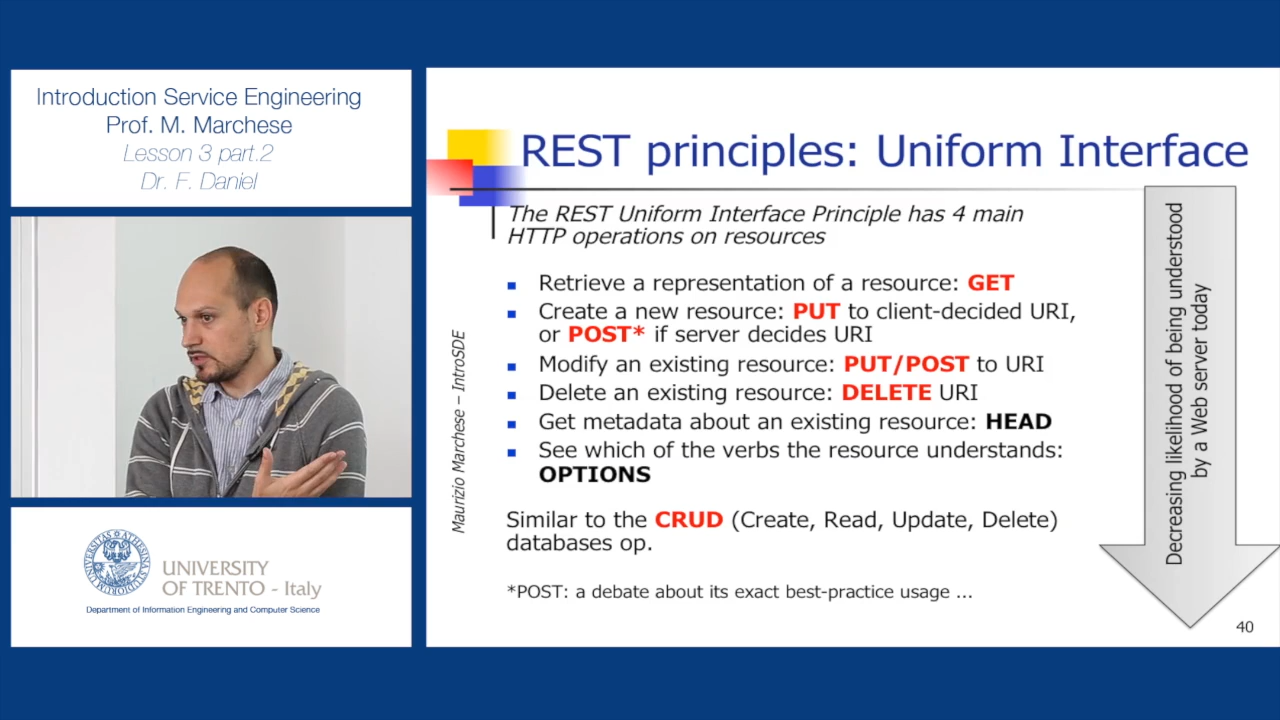 Introduction Service Engineering
Prof. M. Marchese
Lesson 3 part.2
Dr. F. Daniel
UNIVERSITY
OF TRENTO - Italy
Department of Information Engineering and Computer Science
REST principles: Uniform Interface
The REST Uniform Interface Principle has 4 main
HTTP operations on resources
Retrieve a representation of a resource: GET
Create a new resource: PUT to client-decided URI,
or POST* if server decides URI
Modify an existing resource: PUT/POST to URI
Delete an existing resource: DELETE URI
Get metadata about an existing resource: HEAD
See which of the verbs the resource understands:
OPTIONS
Similar to the CRUD (Create, Read, Update, Delete)
databases op.
*POST: a debate about its exact best-practice usage ...
Maurizio Marchese – IntroSDE
Decreasing likelihood of being understood
by a Web server today
40